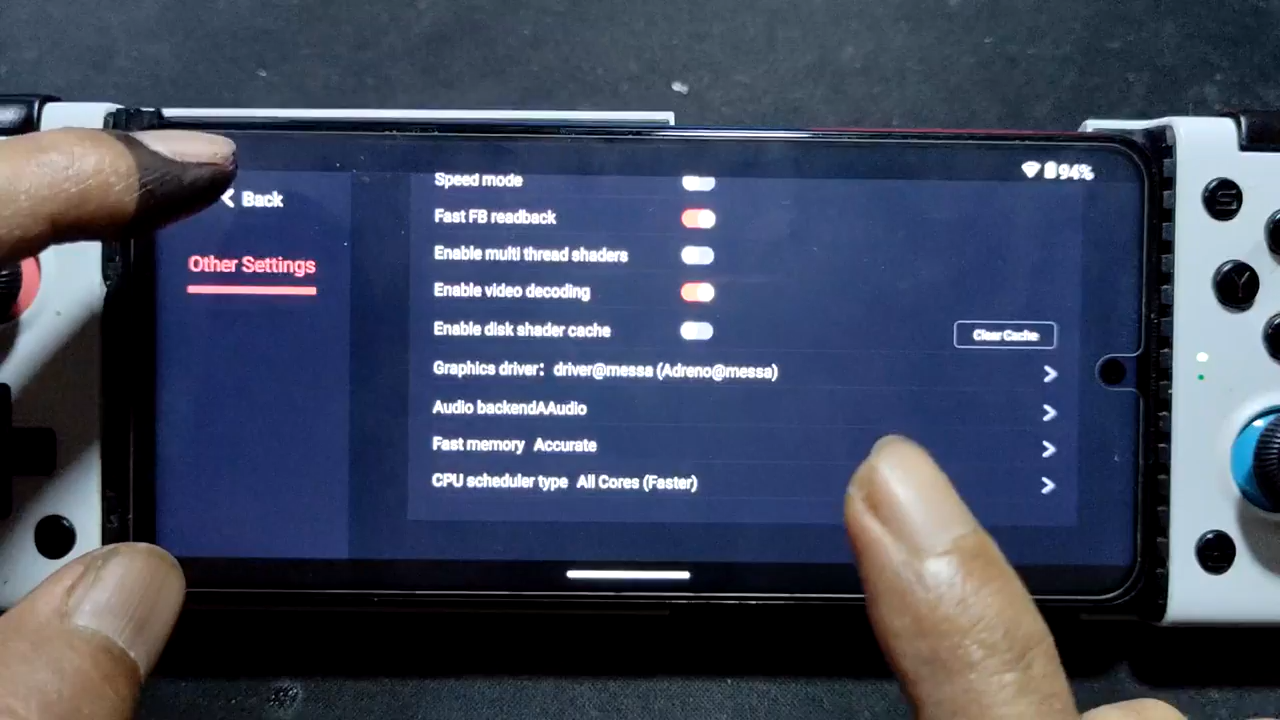 94%
Back
Other Settings
Speed mode
Fast FB readback
Enable multi thread shaders
Enable video decoding
Enable disk shader cache
Clear Cache
Graphics driver: driver@messa (Adreno@messa)
Audio backendAAudio
Fast memory Accurate
CPU scheduler type All Cores (Faster)
S
Y